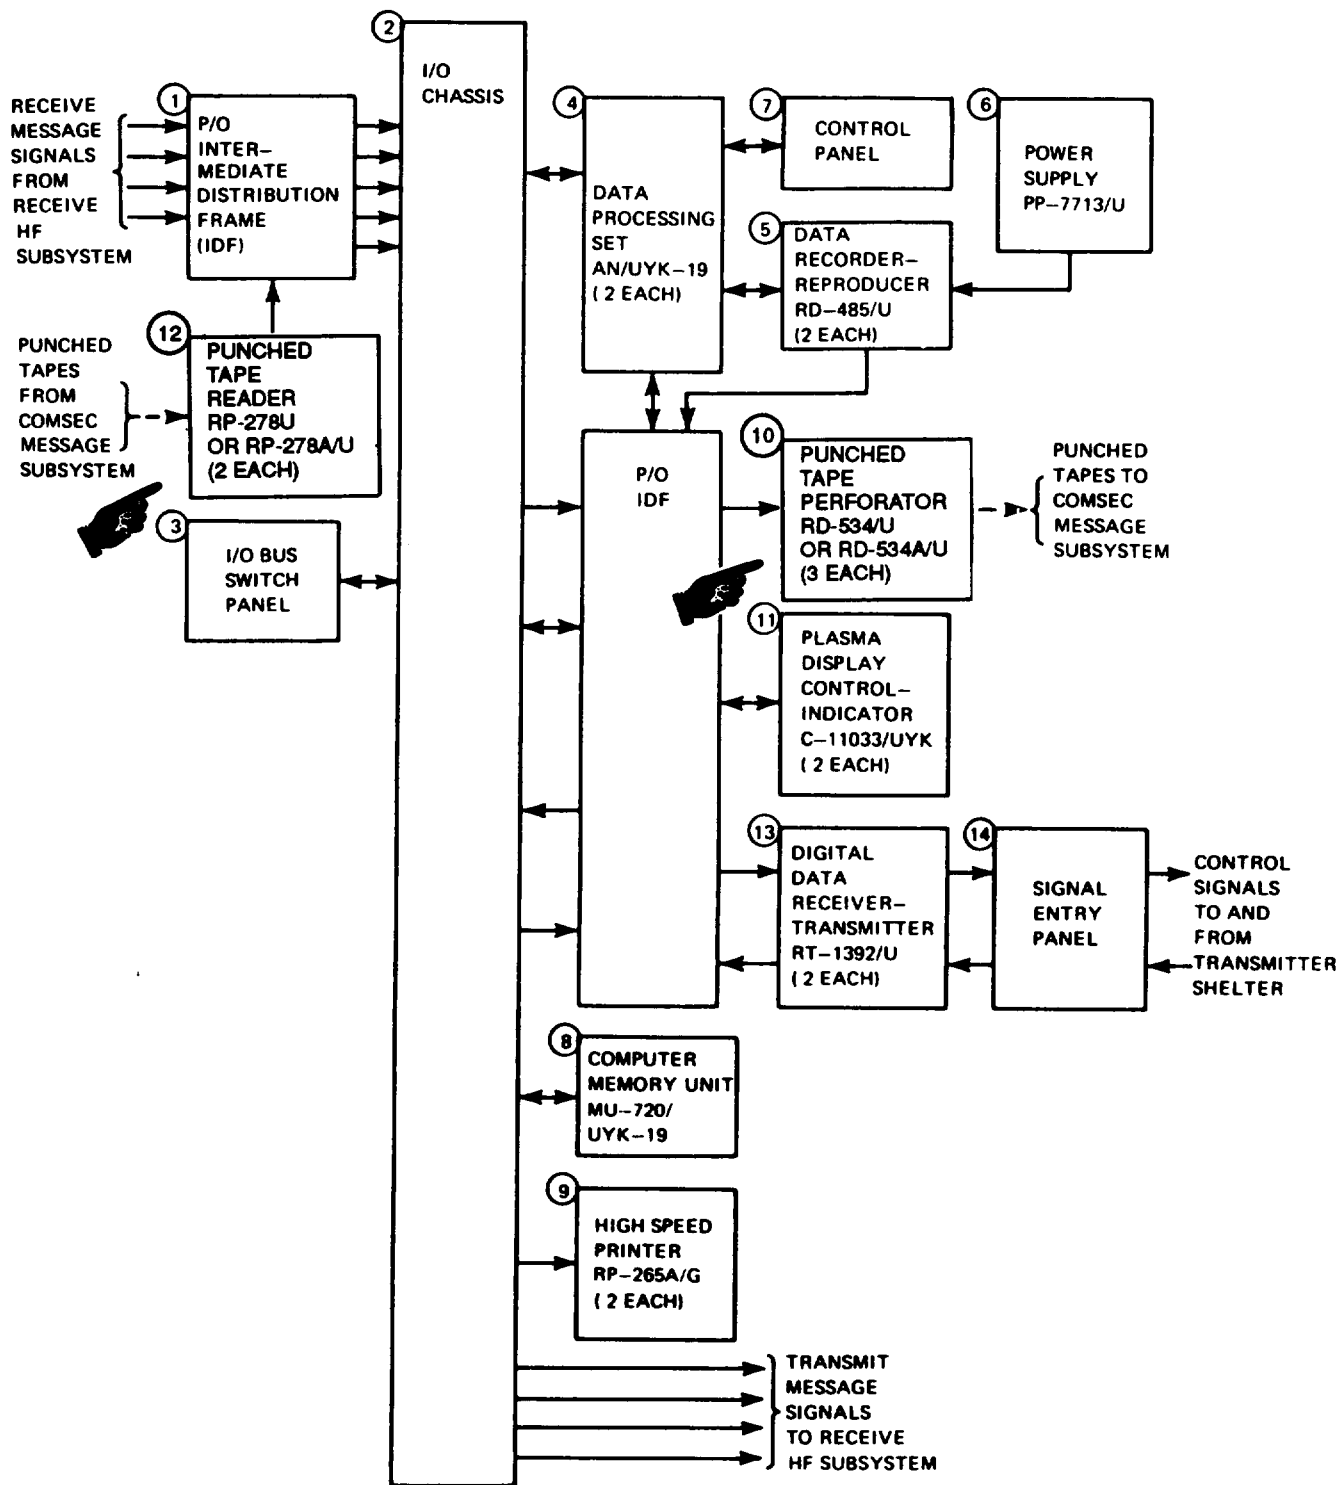 RECEIVE
MESSAGE
SIGNALS
FROM
RECEIVE
HF
SUBSYSTEM
1
P/O
INTER–
MEDIATE
DISTRIBUTION
FRAME
(IDF)
12
PUNCHED
TAPE
READER
RP-278U
OR RP-278A/U
(2 EACH)
PUNCHED
TAPES
FROM
COMSEC
MESSAGE
SUBSYSTEM
3
I/O BUS
SWITCH
PANEL
2
I/O
CHASSIS
4
DATA
PROCESSING
SET
AN/UYK–19
( 2 EACH)
7
CONTROL
PANEL
6
POWER
SUPPLY
PP–7713/U
5
DATA
RECORDER–
REPRODUCER
RD–485/U
(2 EACH)
P/O
IDF
10
PUNCHED
TAPE
PERFORATOR
RD-534/U
OR RD-534A/U
(3 EACH)
PUNCHED
TAPES TO
COMSEC
MESSAGE
SUBSYSTEM
11
PLASMA
DISPLAY
CONTROL–
INDICATOR
C–11033/UYK
( 2 EACH)
13
DIGITAL
DATA
RECEIVER–
TRANSMITTER
RT–1392/U
( 2 EACH)
14
SIGNAL
ENTRY
PANEL
CONTROL
SIGNALS
TO AND
FROM
TRANSMITTER
SHELTER
8
COMPUTER
MEMORY UNIT
MU–720/
UYK–19
9
HIGH SPEED
PRINTER
RP–265A/G
( 2 EACH)
TRANSMIT
MESSAGE
SIGNALS
TO RECEIVE
HF SUBSYSTEM